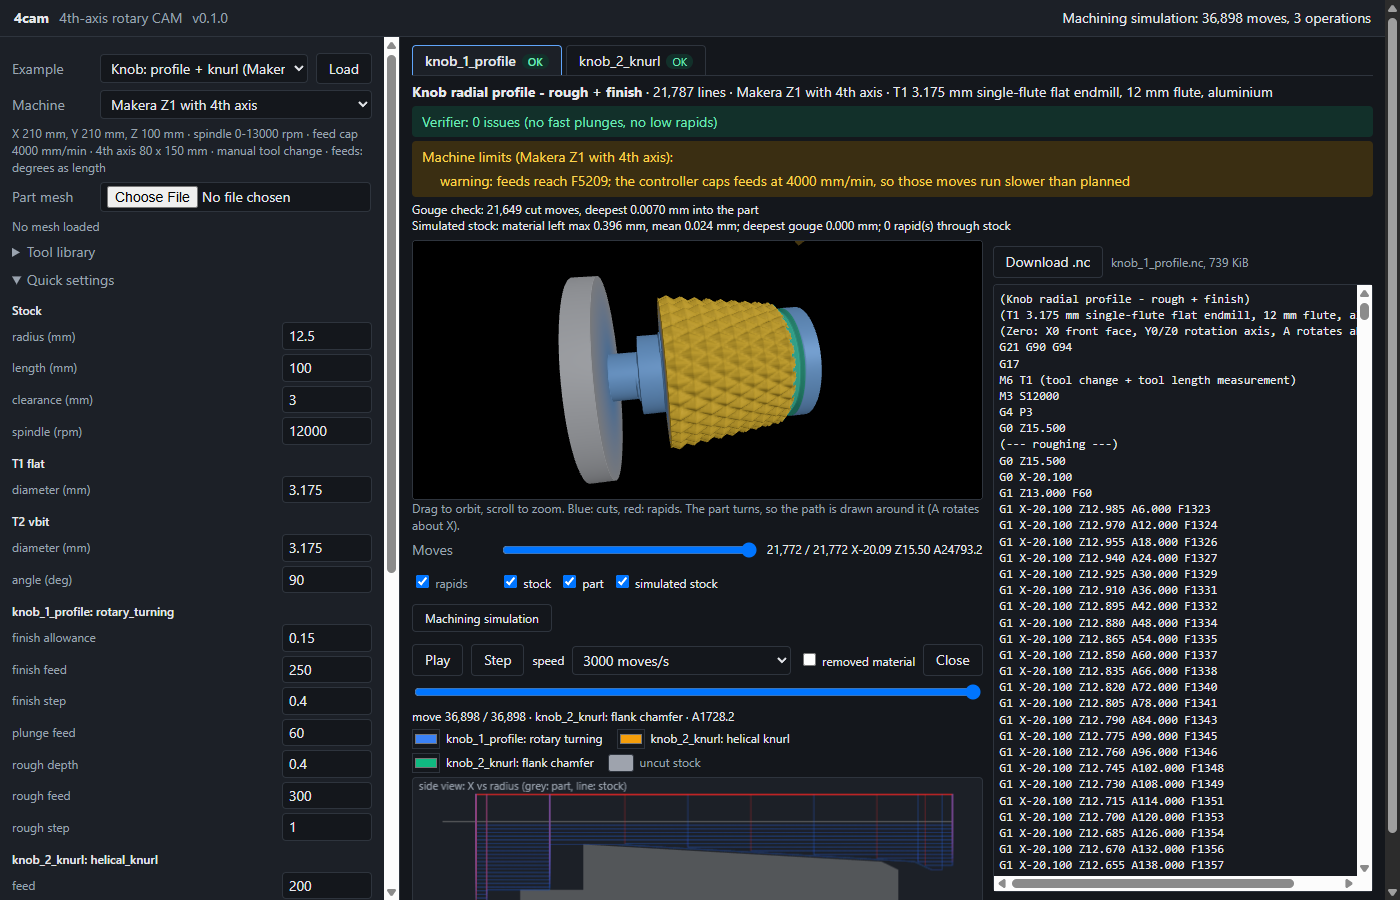 4cam 4th-axis rotary CAM v0.1.0
Machining simulation: 36,898 moves, 3 operations
Example
Knob: profile + knurl (Maker
Load
Machine
Makera Z1 with 4th axis
X 210 mm, Y 210 mm, Z 100 mm · spindle 0-13000 rpm · feed cap
4000 mm/min · 4th axis 80 x 150 mm · manual tool change · feeds:
degrees as length
Part mesh
Choose File No file chosen
No mesh loaded
Tool library
Quick settings
Stock
radius (mm) 12.5
length (mm) 100
clearance (mm) 3
spindle (rpm) 12000
T1 flat
diameter (mm) 3.175
T2 vbit
diameter (mm) 3.175
angle (deg) 90
knob_1_profile: rotary_turning
finish allowance 0.15
finish feed 250
finish step 0.4
plunge feed 60
rough depth 0.4
rough feed 300
rough step 1
knob_2_knurl: helical_knurl
feed 200
knob_1_profile OK
knob_2_knurl OK
Knob radial profile - rough + finish · 21,787 lines · Makera Z1 with 4th axis · T1 3.175 mm single-flute flat endmill, 12 mm flute, aluminium
Verifier: 0 issues (no fast plunges, no low rapids)
Machine limits (Makera Z1 with 4th axis):
warning: feeds reach F5209; the controller caps feeds at 4000 mm/min, so those moves run slower than planned
Gouge check: 21,649 cut moves, deepest 0.0070 mm into the part
Simulated stock: material left max 0.396 mm, mean 0.024 mm; deepest gouge 0.000 mm; 0 rapid(s) through stock
Drag to orbit, scroll to zoom. Blue: cuts, red: rapids. The part turns, so the path is drawn around it (A rotates
about X).
Moves
21,772 / 21,772 X-20.09 Z15.50 A24793.2
rapids
stock
part
simulated stock
Machining simulation
Play
Step
speed
3000 moves/s
removed material
Close
move 36,898 / 36,898 · knob_2_knurl: flank chamfer · A1728.2
knob_1_profile: rotary turning
knob_2_knurl: helical knurl
knob_2_knurl: flank chamfer
uncut stock
side view: X vs radius (grey: part, line: stock)
Download .nc
knob_1_profile.nc, 739 KiB
(Knob radial profile - rough + finish)
(T1 3.175 mm single-flute flat endmill, 12 mm flute, a
(Zero: X0 front face, Y0/Z0 rotation axis, A rotates a
G21 G90 G94
G17
M6 T1 (tool change + tool length measurement)
M3 S12000
G4 P3
G0 Z15.500
(--- roughing ---)
G0 Z15.500
G0 X-20.100
G1 Z13.000 F60
G1 X-20.100 Z12.985 A6.000 F1323
G1 X-20.100 Z12.970 A12.000 F1324
G1 X-20.100 Z12.955 A18.000 F1326
G1 X-20.100 Z12.940 A24.000 F1327
G1 X-20.100 Z12.925 A30.000 F1329
G1 X-20.100 Z12.910 A36.000 F1331
G1 X-20.100 Z12.895 A42.000 F1332
G1 X-20.100 Z12.880 A48.000 F1334
G1 X-20.100 Z12.865 A54.000 F1335
G1 X-20.100 Z12.850 A60.000 F1337
G1 X-20.100 Z12.835 A66.000 F1338
G1 X-20.100 Z12.820 A72.000 F1340
G1 X-20.100 Z12.805 A78.000 F1341
G1 X-20.100 Z12.790 A84.000 F1343
G1 X-20.100 Z12.775 A90.000 F1345
G1 X-20.100 Z12.760 A96.000 F1346
G1 X-20.100 Z12.745 A102.000 F1348
G1 X-20.100 Z12.730 A108.000 F1349
G1 X-20.100 Z12.715 A114.000 F1351
G1 X-20.100 Z12.700 A120.000 F1353
G1 X-20.100 Z12.685 A126.000 F1354
G1 X-20.100 Z12.670 A132.000 F1356
G1 X-20.100 Z12.655 A138.000 F1357